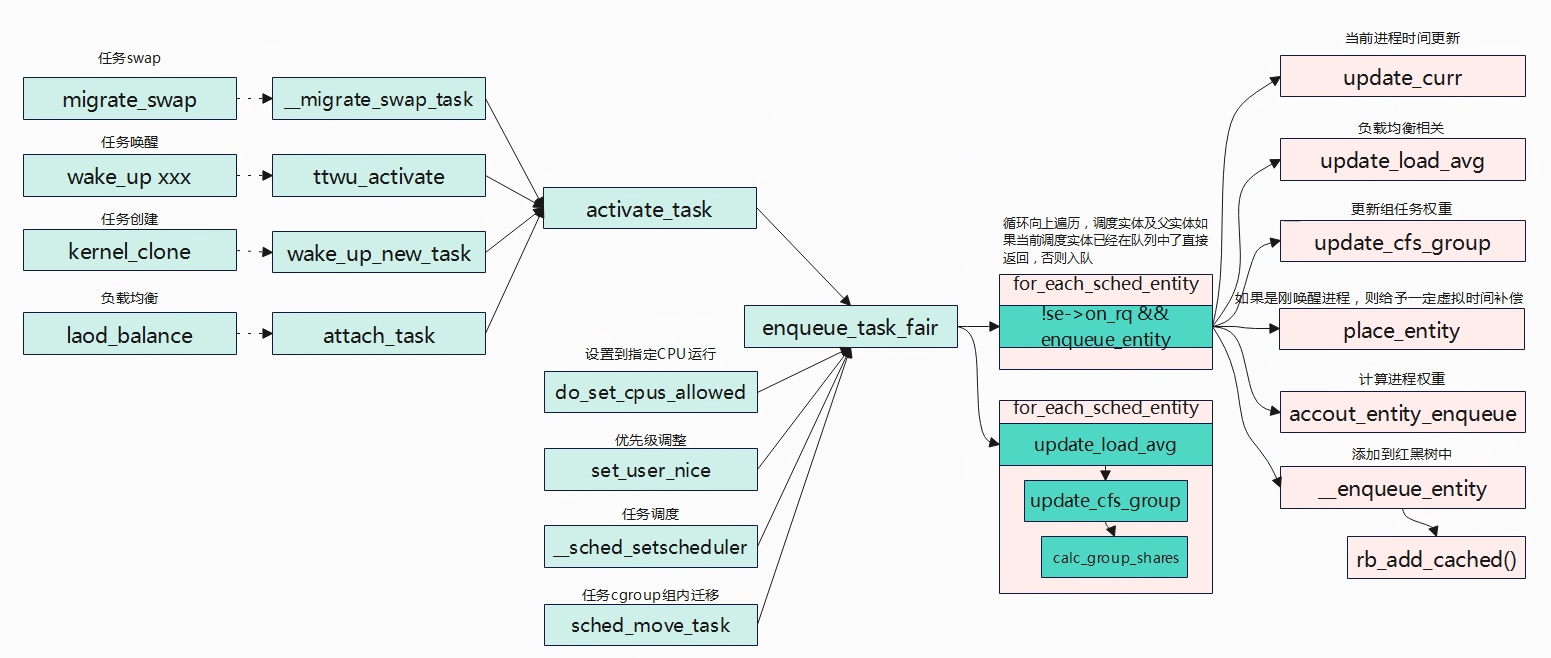 任务swap
migrate_swap
__migrate_swap_task
任务唤醒
wake_up xxx
ttwu_activate
任务创建
kernel_clone
wake_up_new_task
负载均衡
laod_balance
attach_task
activate_task
enqueue_task_fair
设置到指定CPU运行
do_set_cpus_allowed
优先级调整
set_user_nice
任务调度
__sched_setscheduler
任务cgroup组内迁移
sched_move_task
循环向上遍历，调度实体及父实体如
果当前调度实体已经在队列中了直接
返回，否则入队
for_each_sched_entity
!se->on_rq &&
enqueue_entity
for_each_sched_entity
update_load_avg
update_cfs_group
calc_group_shares
当前进程时间更新
update_curr
负载均衡相关
update_load_avg
更新组任务权重
update_cfs_group
如果是刚唤醒进程，则给予一定虚拟时间补偿
place_entity
计算进程权重
accout_entity_enqueue
添加到红黑树中
__enqueue_entity
rb_add_cached()